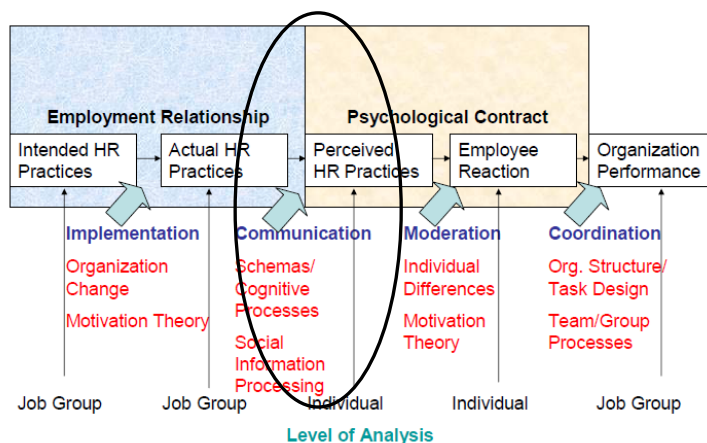 Employment Relationship
Psychological Contract
Intended HR
Practices
Actual HR
Practices
Perceived
HR Practices
Employee
Reaction
Organization
Performance
Implementation
Communication
Moderation
Coordination
Organization
Change
Motivation Theory
Schemas/
Cognitive
Processes
Social
Information
Processing
Individual
Differences
Motivation
Theory
Org. Structure/
Task Design
Team/Group
Processes
Job Group
Job Group
Individual
Individual
Job Group
Level of Analysis